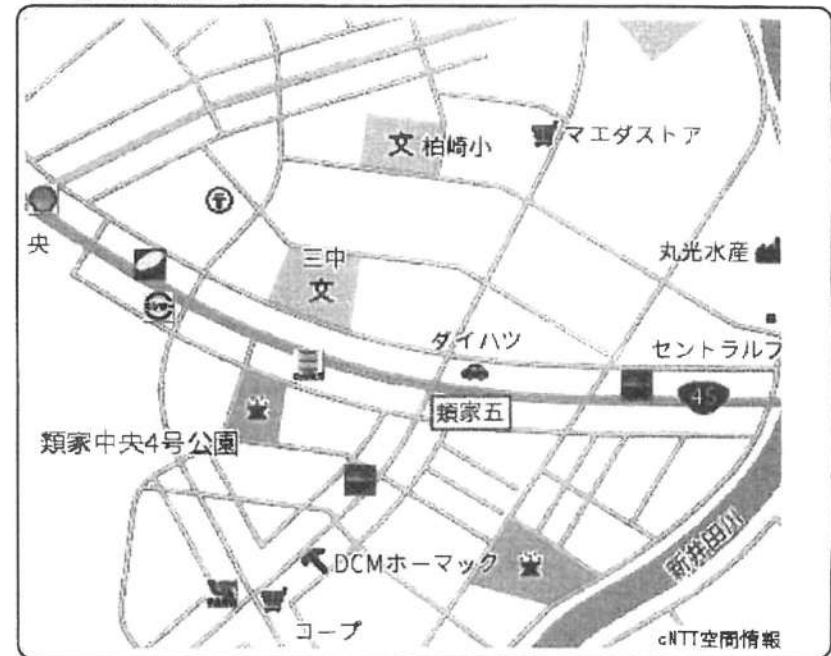 文 柏崎小
マエダストア
〒
央
三中
文
丸光水産
ダイハツ
セントラルフ
45
類家五
類家中央4号公園
DCMホーマック
コープ
新井田川
cNTT空間情報